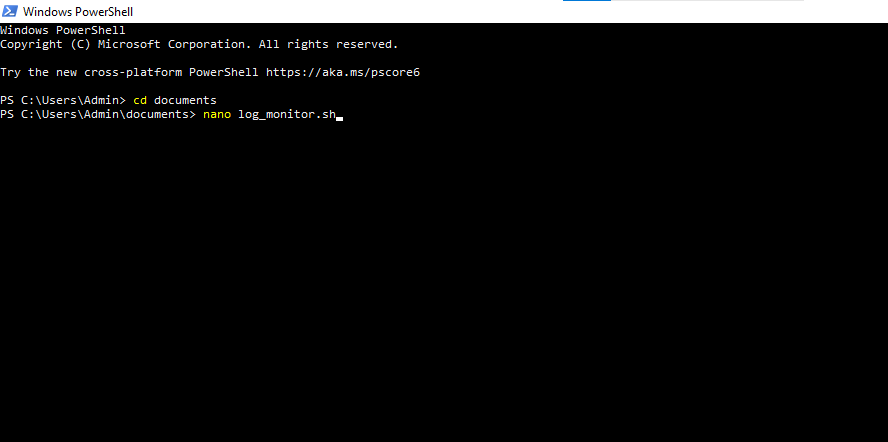 Windows PowerShell
Windows PowerShell
Copyright (C) Microsoft Corporation. All rights reserved.
Try the new cross-platform PowerShell https://aka.ms/pscore6
PS C:\Users\Admin> cd documents
PS C:\Users\Admin\documents> nano log_monitor.sh